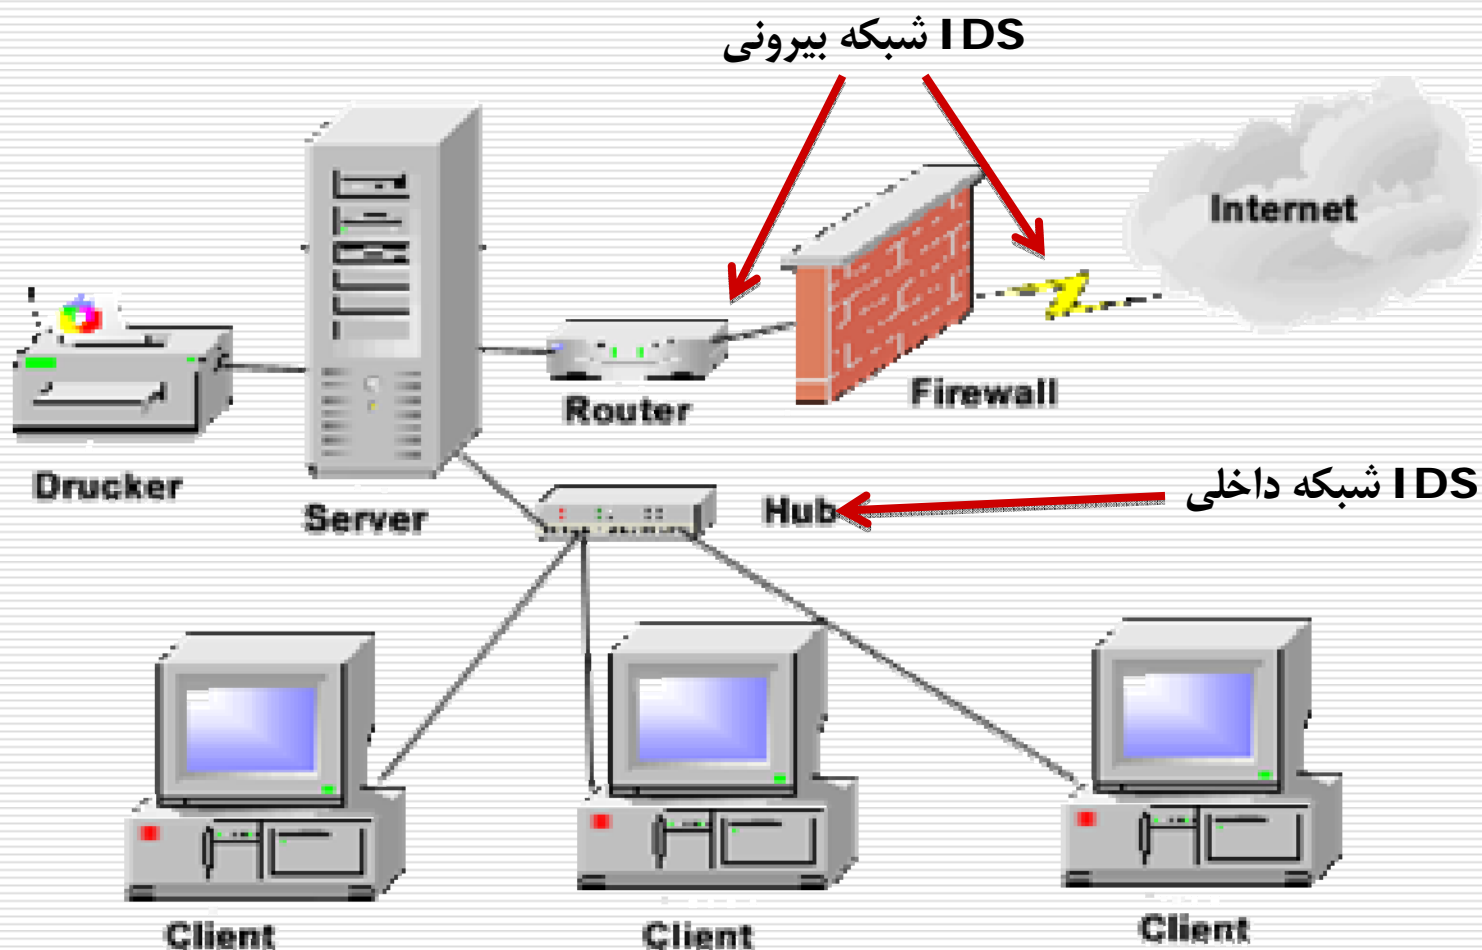 IDS شبکه بیرونی
Internet
Router
Firewall
Drucker
Server
Hub
IDS شبکه داخلی
Client
Client
Client